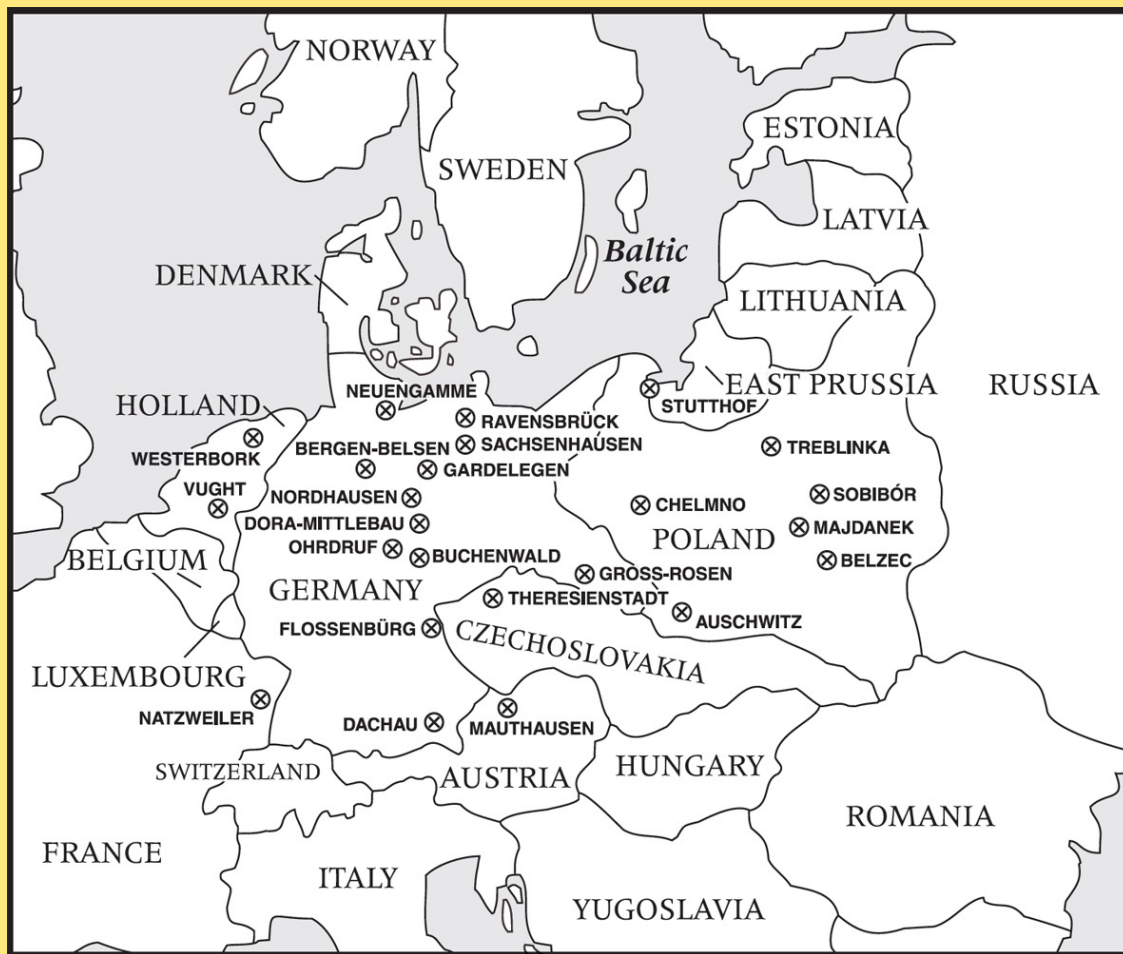 NORWAY
ESTONIA
SWEDEN
LATVIA
Baltic
Sea
DENMARK
LITHUANIA
EAST PRUSSIA
RUSSIA
NEUENGAMME
HOLLAND
STUTTHOF
RAVENSBRÜCK
SACHSENHAUSEN
BERGEN-BELSEN
TREBLINKA
WESTERBORK
GARDELEGEN
VUGHT
NORDHAUSEN
SOBIBÓR
CHELMNO
DORA-MITTLEBAU
MAJDANEK
POLAND
OHRDRUF
BUCHENWALD
BELZEC
BELGIUM
GROSS-ROSEN
GERMANY
THERESIENSTADT
AUSCHWITZ
FLOSSENBÜRG
CZECHOSLOVAKIA
LUXEMBOURG
NATZWEILER
DACHAU
MAUTHAUSEN
SWITZERLAND
AUSTRIA
HUNGARY
ROMANIA
FRANCE
ITALY
YUGOSLAVIA